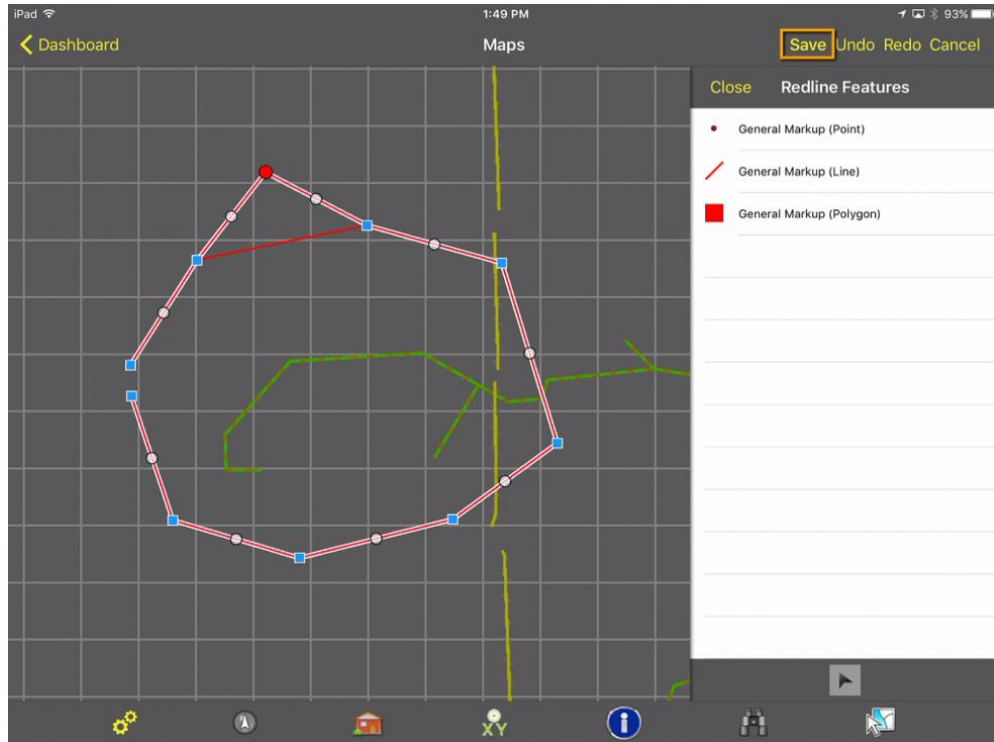 iPad 1:49 PM 93%
Dashboard Maps Save Undo Redo Cancel
Close Redline Features
General Markup (Point)
General Markup (Line)
General Markup (Polygon)
XY
i